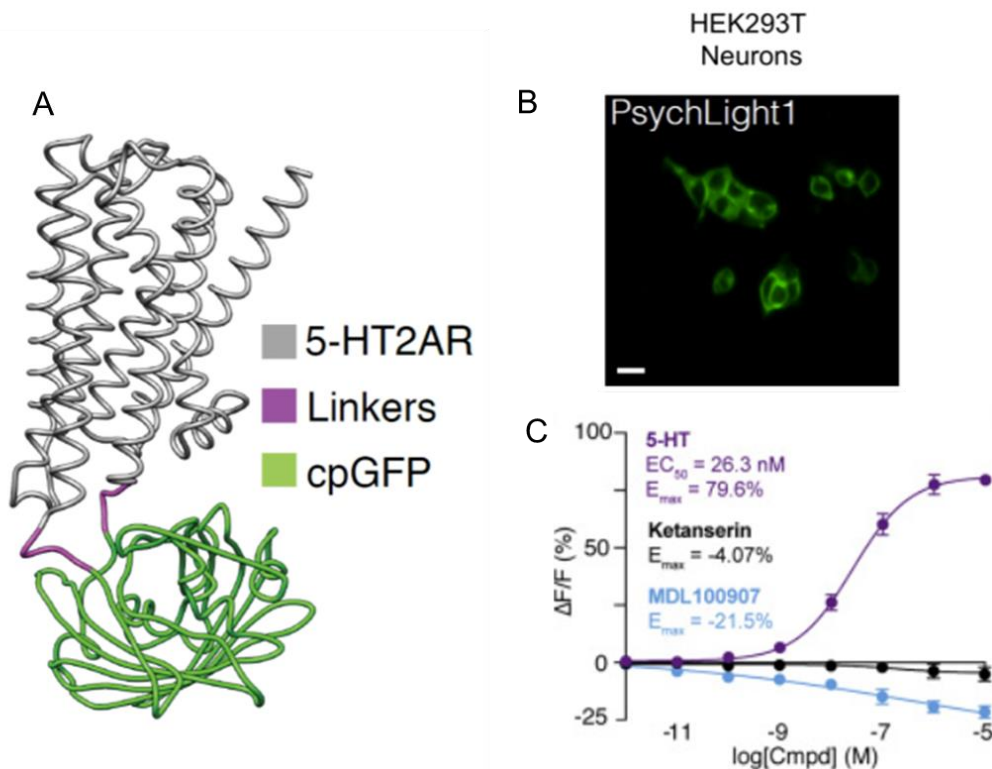 HEK293T
Neurons
A
B
PsychLight1
5-HT2AR
Linkers
cpGFP
C
100
50
0
-25
ΔF/F (%)
5-HT
EC50 = 26.3 nM
Emax = 79.6%
Ketanserin
Emax = -4.07%
MDL100907
Emax = -21.5%
-11
-9
-7
-5
log[Cmpd] (M)